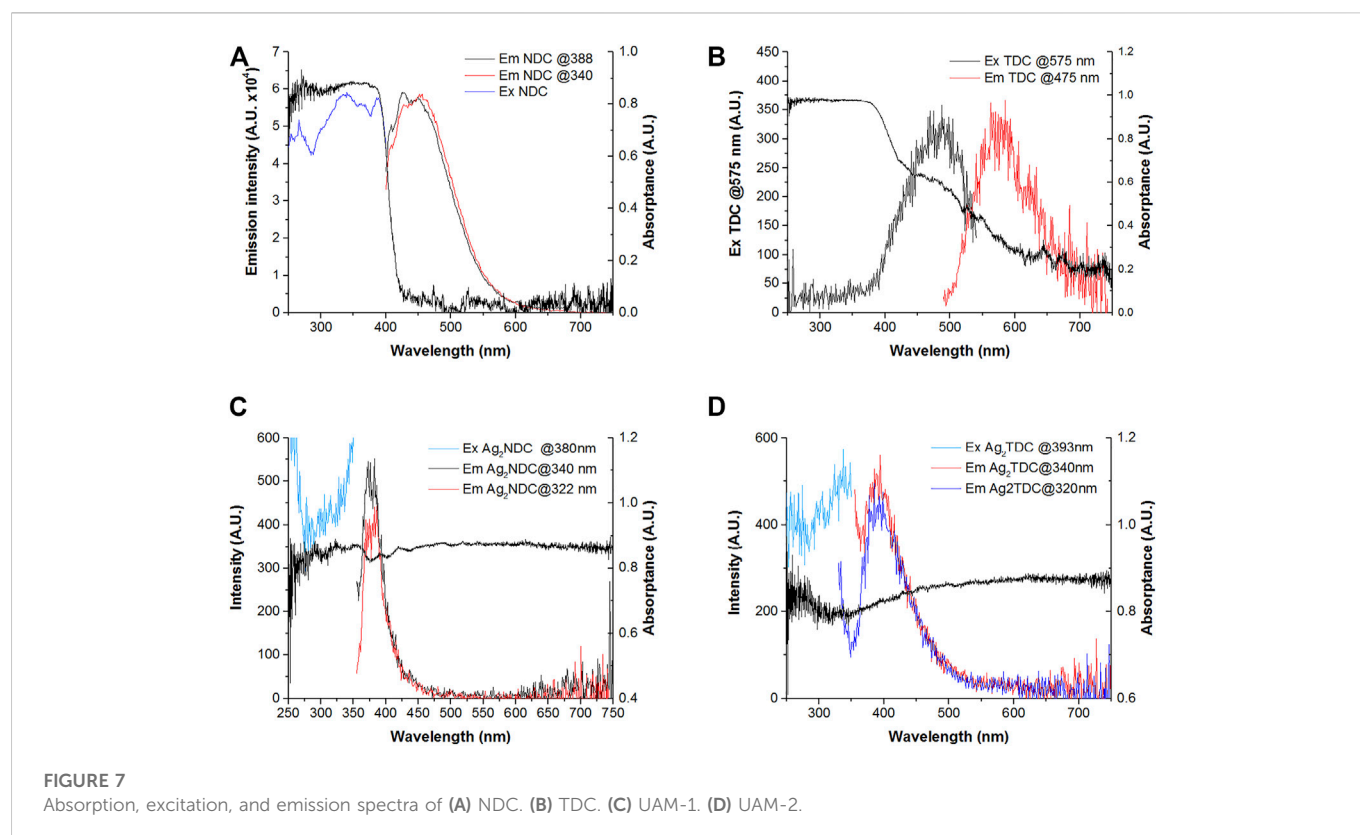 A
Em NDC @388
Em NDC @340
Ex NDC
Emission intensity (A.U. x10⁴)
7
6
5
4
3
2
1
0
1.0
0.8
0.6
0.4
0.2
0.0
Absorptance (A.U.)
300 400 500 600 700
Wavelength (nm)
B
Ex TDC @575 nm
Em TDC @475 nm
Ex TDC @575 nm (A.U.)
450
400
350
300
250
200
150
100
50
0
1.2
1.0
0.8
0.6
0.4
0.2
0.0
Absorptance (A.U.)
300 400 500 600 700
Wavelength (nm)
C
Ex Ag₂NDC @380nm
Em Ag₂NDC@340 nm
Em Ag₂NDC@322 nm
Intensity (A.U.)
600
500
400
300
200
100
0
1.2
1.0
0.8
0.6
0.4
Absorptance (A.U.)
250 300 350 400 450 500 550 600 650 700 750
Wavelength (nm)
D
Ex Ag₂TDC @393nm
Em Ag₂TDC@340nm
Em Ag2TDC@320nm
Intensity (A.U.)
600
400
200
0
1.2
1.0
0.8
0.6
Absorptance (A.U.)
300 400 500 600 700
Wavelength (nm)
FIGURE 7
Absorption, excitation, and emission spectra of (A) NDC. (B) TDC. (C) UAM-1. (D) UAM-2.